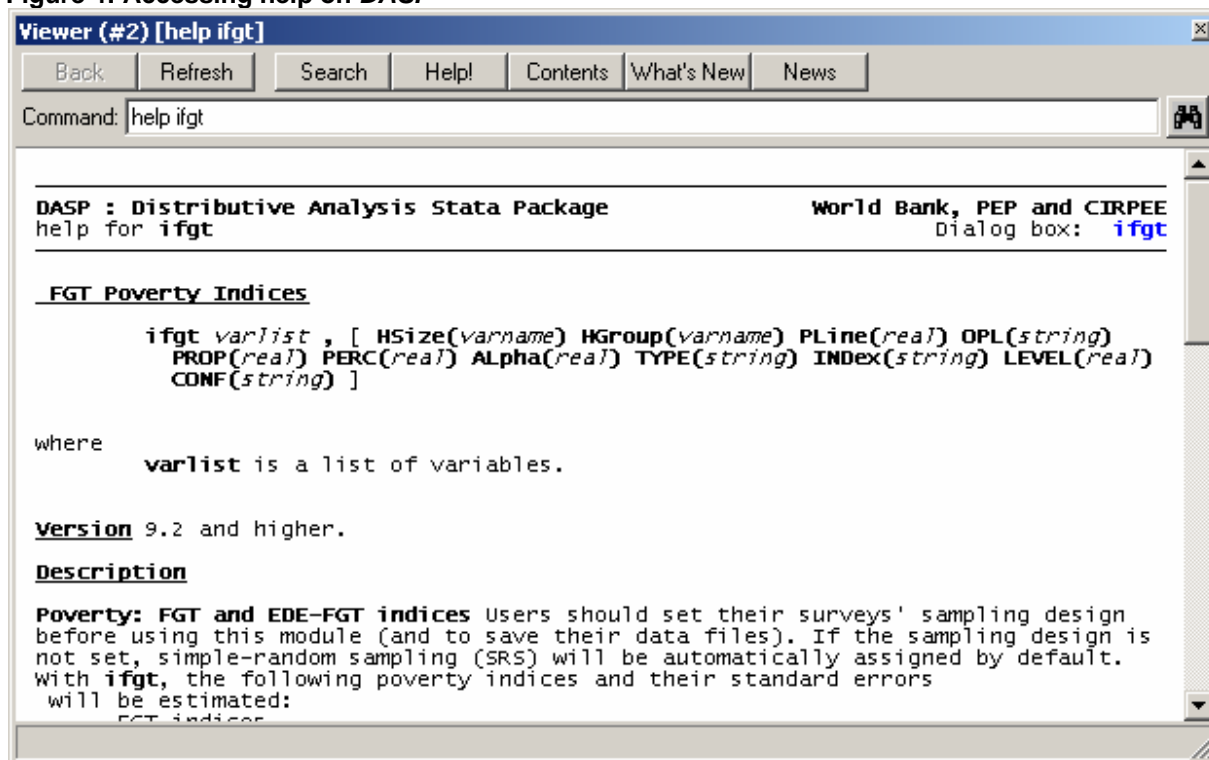 Figure 4: Accessing help on DASP
Viewer (#2) [help ifgt]
Back Refresh Search Help! Contents What's New News
Command: help ifgt
DASP : Distributive Analysis Stata Package World Bank, PEP and CIRPEE
help for ifgt Dialog box: ifgt
FGT Poverty Indices
ifgt varlist , [ HSize(varname) HGroup(varname) PLine(real) OPL(string)
PROP(real) PERC(real) ALpha(real) TYPE(string) INDex(string) LEVEL(real)
CONF(string) ]
where
varlist is a list of variables.
Version 9.2 and higher.
Description
Poverty: FGT and EDE-FGT indices Users should set their surveys' sampling design
before using this module (and to save their data files). If the sampling design is
not set, simple-random sampling (SRS) will be automatically assigned by default.
With ifgt, the following poverty indices and their standard errors
will be estimated:
FGT indices